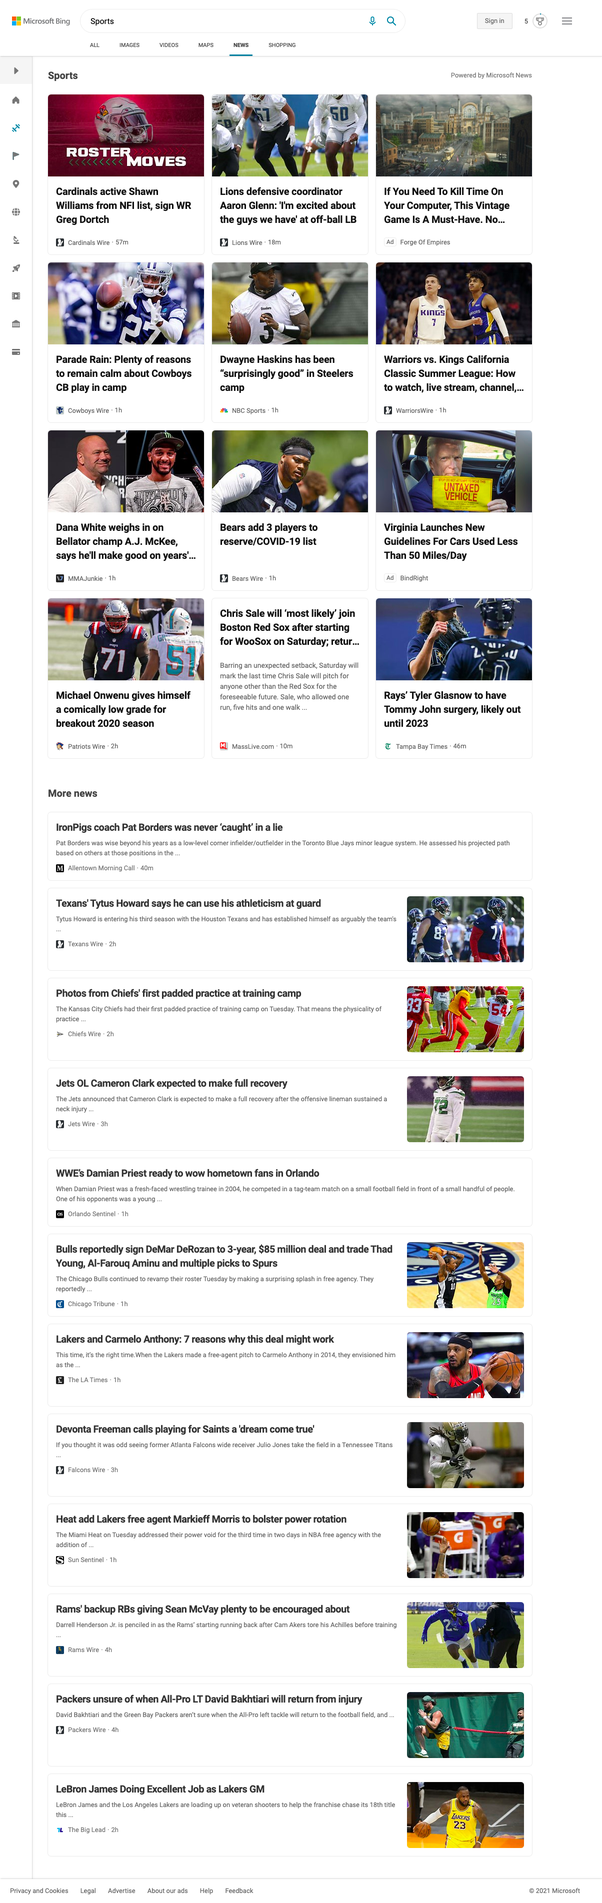 Microsoft Bing
Sports
Sign in
5
ALL IMAGES VIDEOS MAPS NEWS SHOPPING
Sports
Powered by Microsoft News
ROSTER
MOVES
Cardinals active Shawn
Williams from NFI list, sign WR
Greg Dortch
Cardinals Wire · 57m
Lions defensive coordinator
Aaron Glenn: 'I'm excited about
the guys we have' at off-ball LB
Lions Wire · 18m
If You Need To Kill Time On
Your Computer, This Vintage
Game Is A Must-Have. No...
Ad Forge Of Empires
Parade Rain: Plenty of reasons
to remain calm about Cowboys
CB play in camp
Cowboys Wire · 1h
Dwayne Haskins has been
“surprisingly good” in Steelers
camp
NBC Sports · 1h
KINGS
7
Warriors vs. Kings California
Classic Summer League: How
to watch, live stream, channel,...
WarriorsWire · 1h
Dana White weighs in on
Bellator champ A.J. McKee,
says he'll make good on years'...
MMAJunkie · 1h
Bears add 3 players to
reserve/COVID-19 list
Bears Wire · 1h
UNTAXED
VEHICLE
Virginia Launches New
Guidelines For Cars Used Less
Than 50 Miles/Day
Ad BindRight
71
51
Michael Onwenu gives himself
a comically low grade for
breakout 2020 season
Patriots Wire · 2h
Chris Sale will ‘most likely’ join
Boston Red Sox after starting
for WooSox on Saturday; retur...
Barring an unexpected setback, Saturday will
mark the last time Chris Sale will pitch for
anyone other than the Red Sox for the
foreseeable future. Sale, who allowed one
run, five hits and one walk ...
MassLive.com · 10m
Rays’ Tyler Glasnow to have
Tommy John surgery, likely out
until 2023
Tampa Bay Times · 46m
More news
IronPigs coach Pat Borders was never ‘caught’ in a lie
Pat Borders was wise beyond his years as a low-level corner infielder/outfielder in the Toronto Blue Jays minor league system. He assessed his projected path
based on others at those positions in the ...
Allentown Morning Call · 40m
Texans' Tytus Howard says he can use his athleticism at guard
Tytus Howard is entering his third season with the Houston Texans and has established himself as arguably the team's
...
Texans Wire · 2h
Photos from Chiefs' first padded practice at training camp
The Kansas City Chiefs had their first padded practice of training camp on Tuesday. That means the physicality of
practice ...
Chiefs Wire · 2h
Jets OL Cameron Clark expected to make full recovery
The Jets announced that Cameron Clark is expected to make a full recovery after the offensive lineman sustained a
neck injury ...
Jets Wire · 3h
WWE's Damian Priest ready to wow hometown fans in Orlando
When Damian Priest was a fresh-faced wrestling trainee in 2004, he competed in a tag-team match on a small football field in front of a small handful of people.
One of his opponents was a young ...
Orlando Sentinel · 1h
Bulls reportedly sign DeMar DeRozan to 3-year, $85 million deal and trade Thad
Young, Al-Farouq Aminu and multiple picks to Spurs
The Chicago Bulls continued to revamp their roster Tuesday by making a surprising splash in free agency. They
reportedly ...
Chicago Tribune · 1h
Lakers and Carmelo Anthony: 7 reasons why this deal might work
This time, it's the right time.When the Lakers made a free-agent pitch to Carmelo Anthony in 2014, they envisioned him
as the ...
The LA Times · 1h
Devonta Freeman calls playing for Saints a 'dream come true'
If you thought it was odd seeing former Atlanta Falcons wide receiver Julio Jones take the field in a Tennessee Titans
...
Falcons Wire · 3h
Heat add Lakers free agent Markieff Morris to bolster power rotation
The Miami Heat on Tuesday addressed their power void for the third time in two days in NBA free agency with the
addition of ...
Sun Sentinel · 1h
Rams' backup RBs giving Sean McVay plenty to be encouraged about
Darrell Henderson Jr. is penciled in as the Rams' starting running back after Cam Akers tore his Achilles before training
...
Rams Wire · 4h
Packers unsure of when All-Pro LT David Bakhtiari will return from injury
David Bakhtiari and the Green Bay Packers aren't sure when the All-Pro left tackle will return to the football field, and ...
Packers Wire · 4h
LeBron James Doing Excellent Job as Lakers GM
LeBron James and the Los Angeles Lakers are loading up on veteran shooters to help the franchise chase its 18th title
this ...
The Big Lead · 2h
LAKERS
23
Privacy and Cookies Legal Advertise About our ads Help Feedback
© 2021 Microsoft